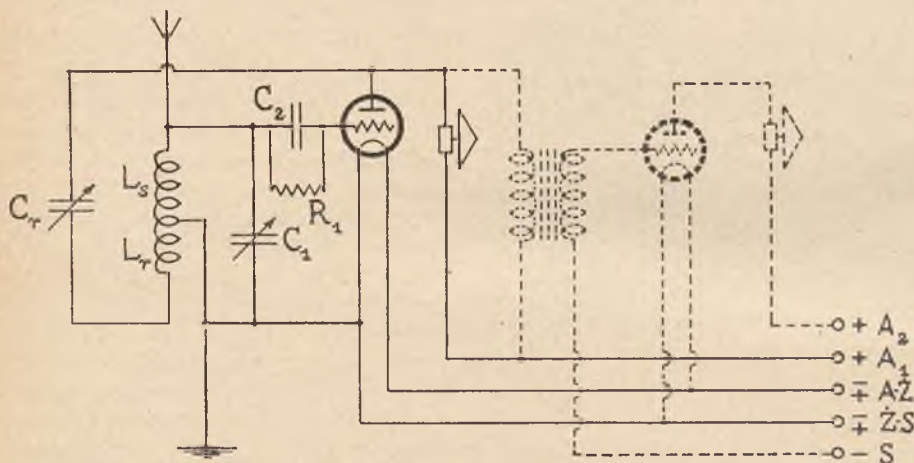 C₂
Lₛ
Cᵣ
R₁
C₁
Lᵣ
+ A₂
+ A₁
∓ A-Ż
∓ Ż-S
− S